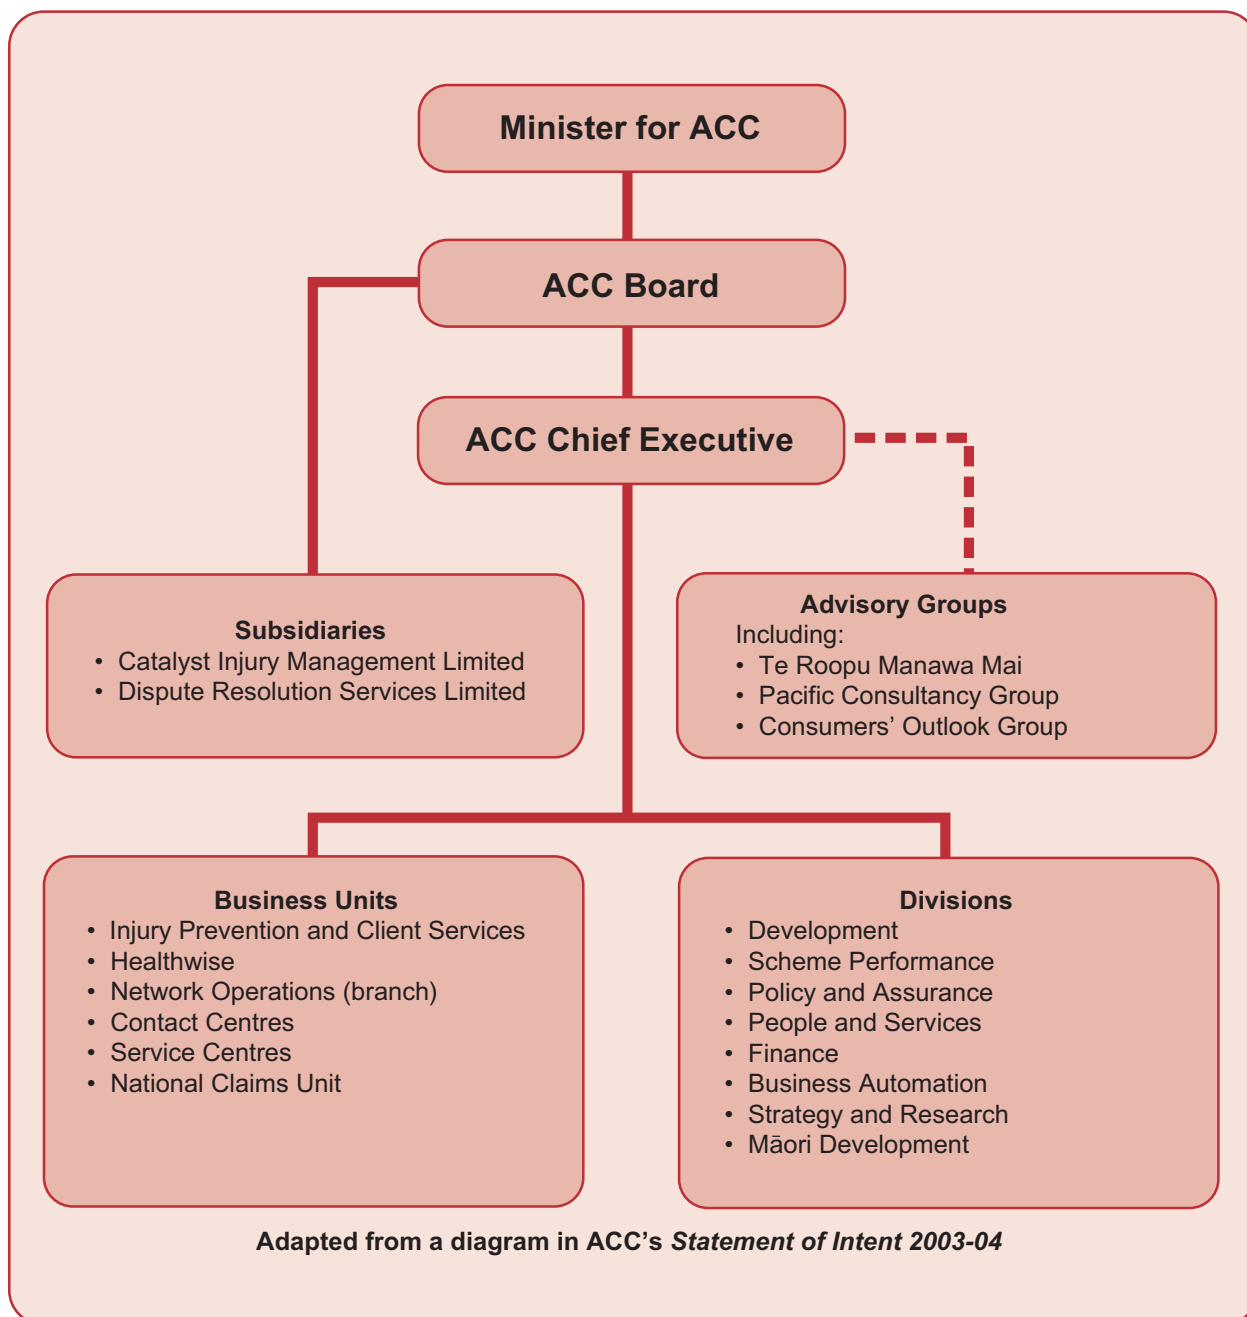 Minister for ACC
ACC Board
ACC Chief Executive
Subsidiaries
• Catalyst Injury Management Limited
• Dispute Resolution Services Limited
Advisory Groups
Including:
• Te Roopu Manawa Mai
• Pacific Consultancy Group
• Consumers’ Outlook Group
Business Units
• Injury Prevention and Client Services
• Healthwise
• Network Operations (branch)
• Contact Centres
• Service Centres
• National Claims Unit
Divisions
• Development
• Scheme Performance
• Policy and Assurance
• People and Services
• Finance
• Business Automation
• Strategy and Research
• Māori Development
Adapted from a diagram in ACC’s Statement of Intent 2003-04